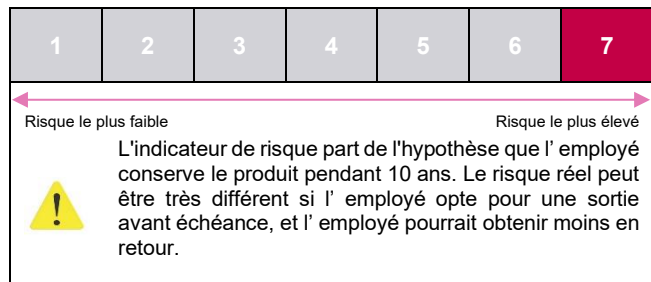 1 2 3 4 5 6 7
Risque le plus faible Risque le plus élevé
L'indicateur de risque part de l'hypothèse que l' employé
conserve le produit pendant 10 ans. Le risque réel peut
être très différent si l' employé opte pour une sortie
avant échéance, et l' employé pourrait obtenir moins en
retour.